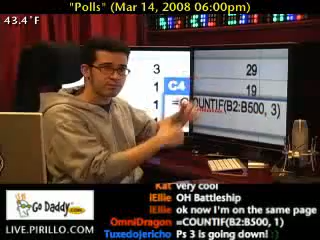 "Polls" (Mar 14, 2008 06:00pm)
43.4°F
3 29
1 C4 19
1 =COUNTIF(B2:B500, 3)
Kat very cool
IEllie OH Battleship
IEllie ok now I'm on the same page
OmniDragon =COUNTIF(B2:B500, 1)
TuxedoJericho Ps 3 is going down!
Go Daddy.com
LIVE.PIRILLO.COM